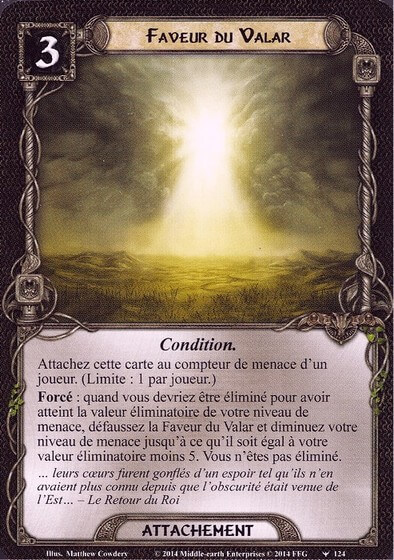 3
FAVEUR DU VALAR
Condition.
Attachez cette carte au compteur de menace d'un
joueur. (Limite : 1 par joueur.)
Forcé : quand vous devriez être éliminé pour avoir
atteint la valeur éliminatoire de votre niveau de
menace, défaussez la Faveur du Valar et diminuez votre
niveau de menace jusqu'à ce qu'il soit égal à votre
valeur éliminatoire moins 5. Vous n'êtes pas éliminé.
... leurs cœurs furent gonflés d'un espoir tel qu'ils n'en
avaient plus connu depuis que l'obscurité était venue de
l'Est… – Le Retour du Roi
ATTACHEMENT
Illus. Matthew Cowdery © 2014 Middle-earth Enterprises © 2014 FFG 124